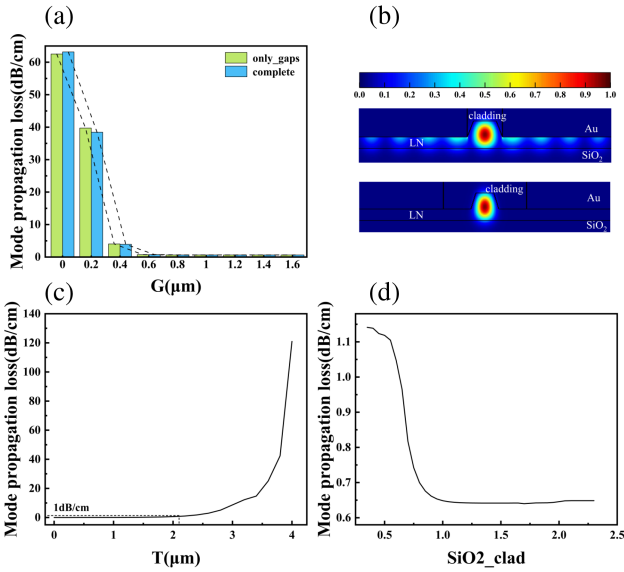 (a)
Mode propagation loss(dB/cm)
60
50
40
30
20
10
0
only_gaps
complete
0 0.2 0.4 0.6 0.8 1 1.2 1.4 1.6
G(μm)
(b)
0.0 0.1 0.2 0.3 0.4 0.5 0.6 0.7 0.8 0.9 1.0
cladding
Au
LN
SiO2
cladding
Au
LN
SiO2
(c)
Mode propagation loss(dB/cm)
140
120
100
80
60
40
20
0
1dB/cm
0 1 2 3 4
T(μm)
(d)
Mode propagation loss(dB/cm)
1.1
1.0
0.9
0.8
0.7
0.6
0.0 0.5 1.0 1.5 2.0 2.5
SiO2_clad